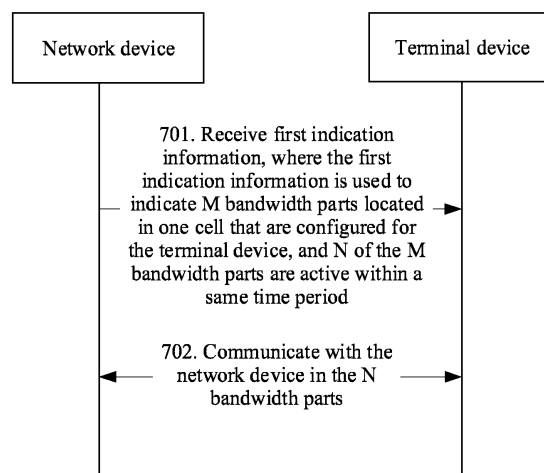 Network device
Terminal device
701. Receive first indication
information, where the first
indication information is used to
indicate M bandwidth parts located
in one cell that are configured for
the terminal device, and N of the M
bandwidth parts are active within a
same time period
702. Communicate with the
network device in the N
bandwidth parts